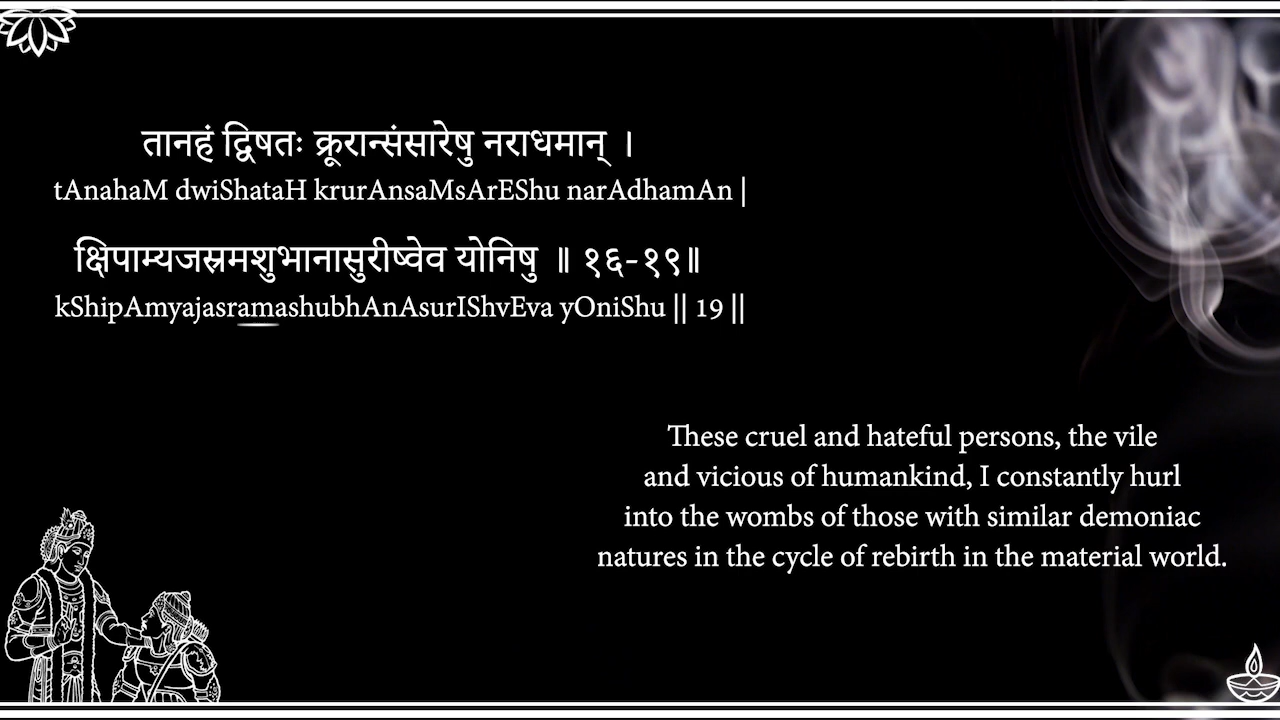 तानहं द्विषतः क्रूरान्संसारेषु नराधमान् ।
tAnahaM dwiShataH krurAnsaMsArEShu narAdhamAn |
क्षिपाम्यजस्रमशुभानासुरीष्वेव योनिषु ॥ १६-१९॥
kShipAmyajasramashubhAnAsurIShvEva yOniShu || 19 ||
These cruel and hateful persons, the vile
and vicious of humankind, I constantly hurl
into the wombs of those with similar demoniac
natures in the cycle of rebirth in the material world.